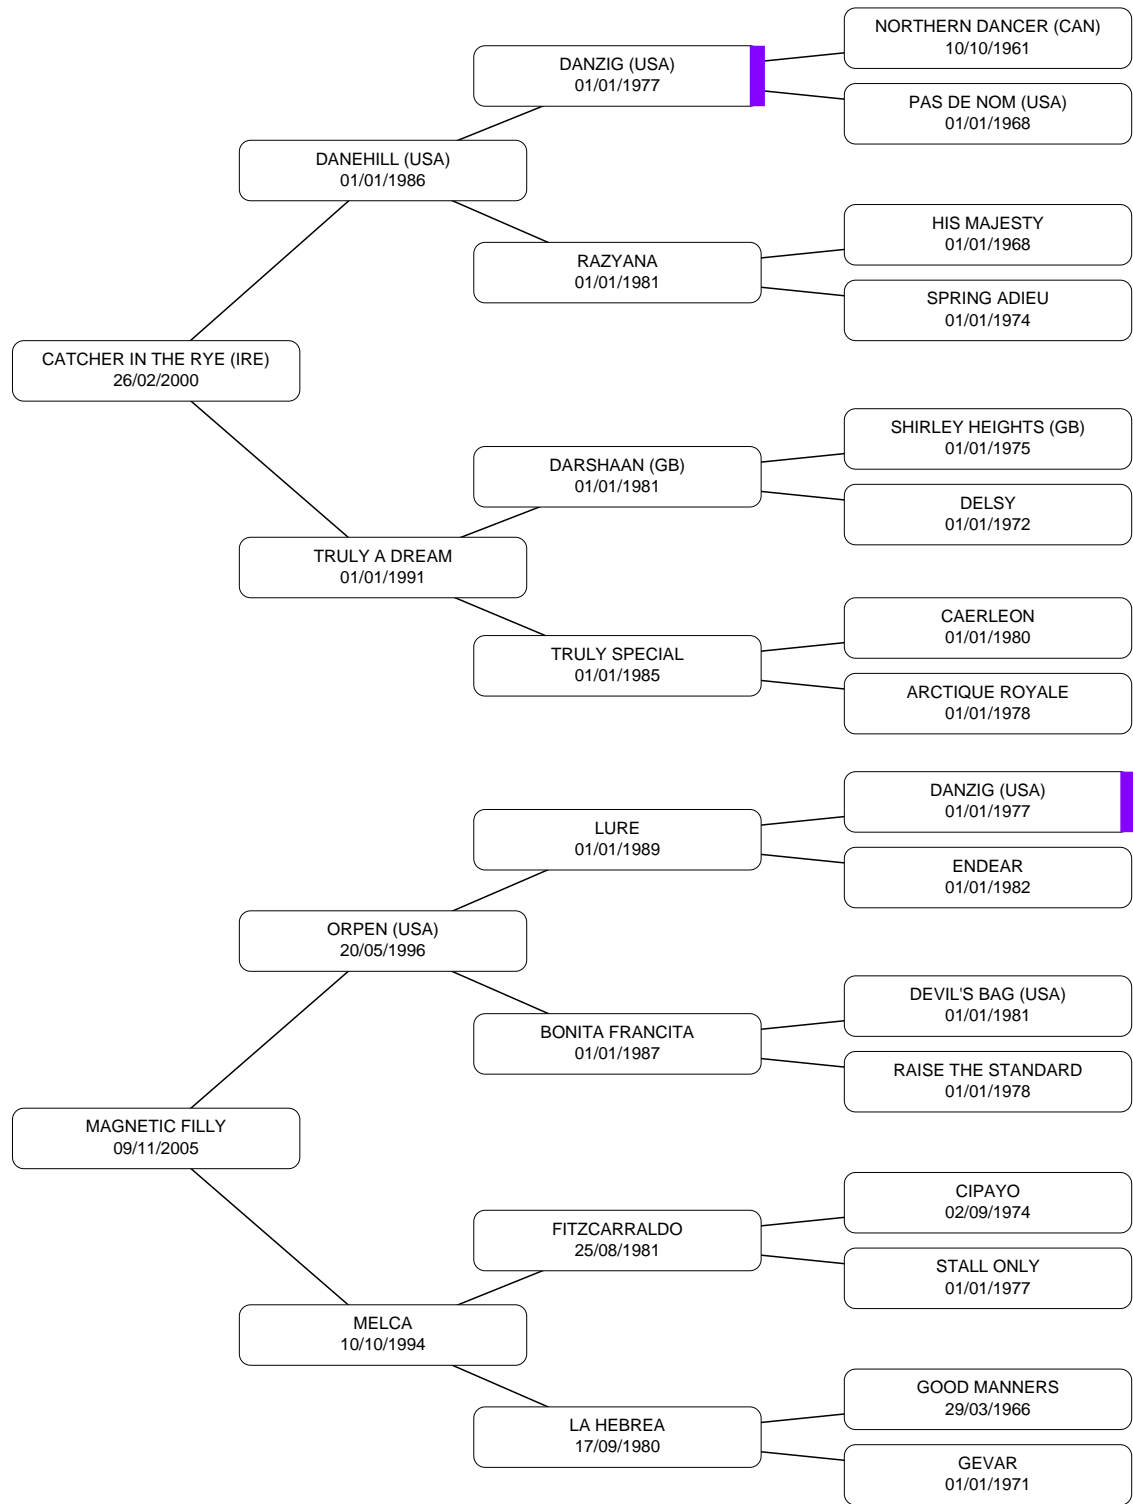 NORTHERN DANCER (CAN)
10/10/1961
DANZIG (USA)
01/01/1977
PAS DE NOM (USA)
01/01/1968
DANEHILL (USA)
01/01/1986
HIS MAJESTY
01/01/1968
RAZYANA
01/01/1981
SPRING ADIEU
01/01/1974
CATCHER IN THE RYE (IRE)
26/02/2000
SHIRLEY HEIGHTS (GB)
01/01/1975
DARSHAAN (GB)
01/01/1981
DELSY
01/01/1972
TRULY A DREAM
01/01/1991
CAERLEON
01/01/1980
TRULY SPECIAL
01/01/1985
ARCTIQUE ROYALE
01/01/1978
DANZIG (USA)
01/01/1977
LURE
01/01/1989
ENDEAR
01/01/1982
ORPEN (USA)
20/05/1996
DEVIL'S BAG (USA)
01/01/1981
BONITA FRANCITA
01/01/1987
RAISE THE STANDARD
01/01/1978
MAGNETIC FILLY
09/11/2005
CIPAYO
02/09/1974
FITZCARRALDO
25/08/1981
STALL ONLY
01/01/1977
MELCA
10/10/1994
GOOD MANNERS
29/03/1966
LA HEBREA
17/09/1980
GEVAR
01/01/1971